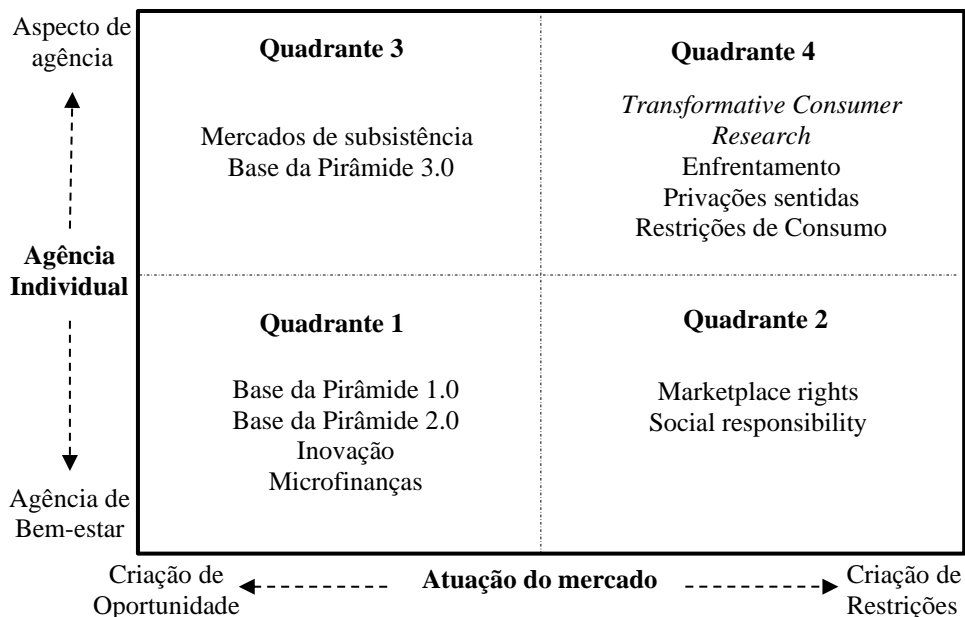 Aspecto de
agência
Quadrante 3
Mercados de subsistência
Base da Pirâmide 3.0
Quadrante 4
Transformative Consumer
Research
Enfrentamento
Privações sentidas
Restrições de Consumo
Agência
Individual
Quadrante 1
Base da Pirâmide 1.0
Base da Pirâmide 2.0
Inovação
Microfinanças
Quadrante 2
Marketplace rights
Social responsibility
Agência de
Bem-estar
Criação de
Oportunidade
Atuação do mercado
Criação de
Restrições